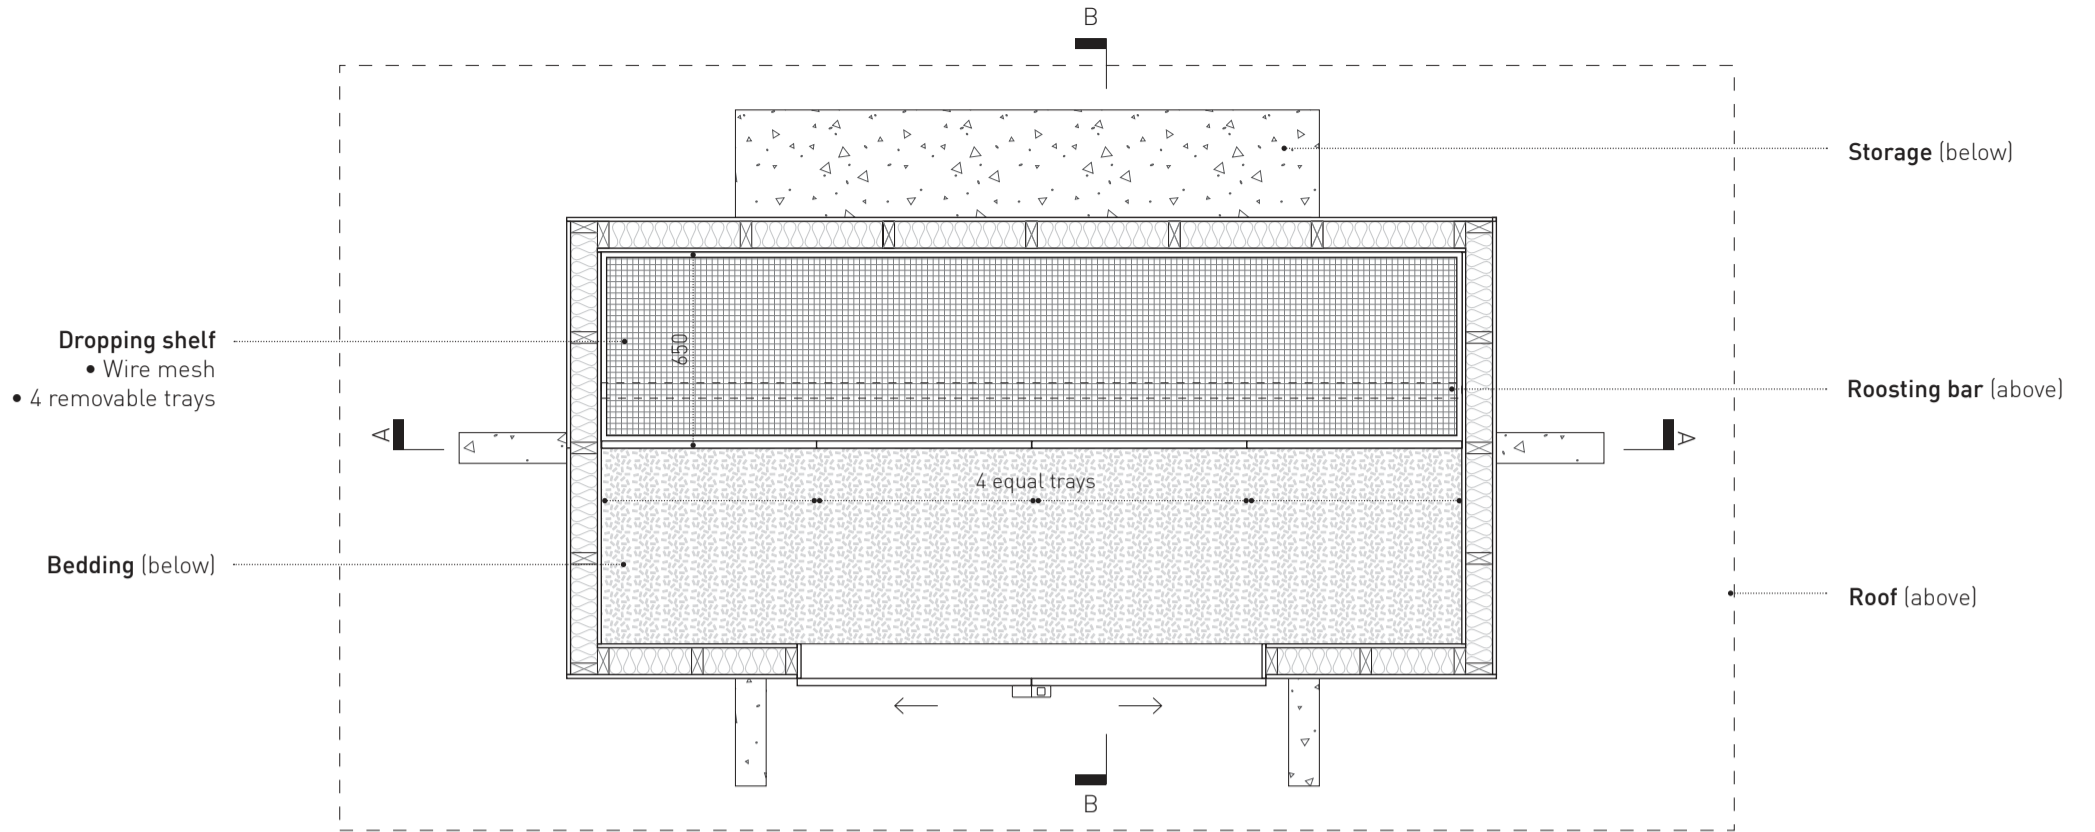 B
Storage (below)
Dropping shelf
• Wire mesh
• 4 removable trays
650
Roosting bar (above)
A
A
4 equal trays
Bedding (below)
Roof (above)
B